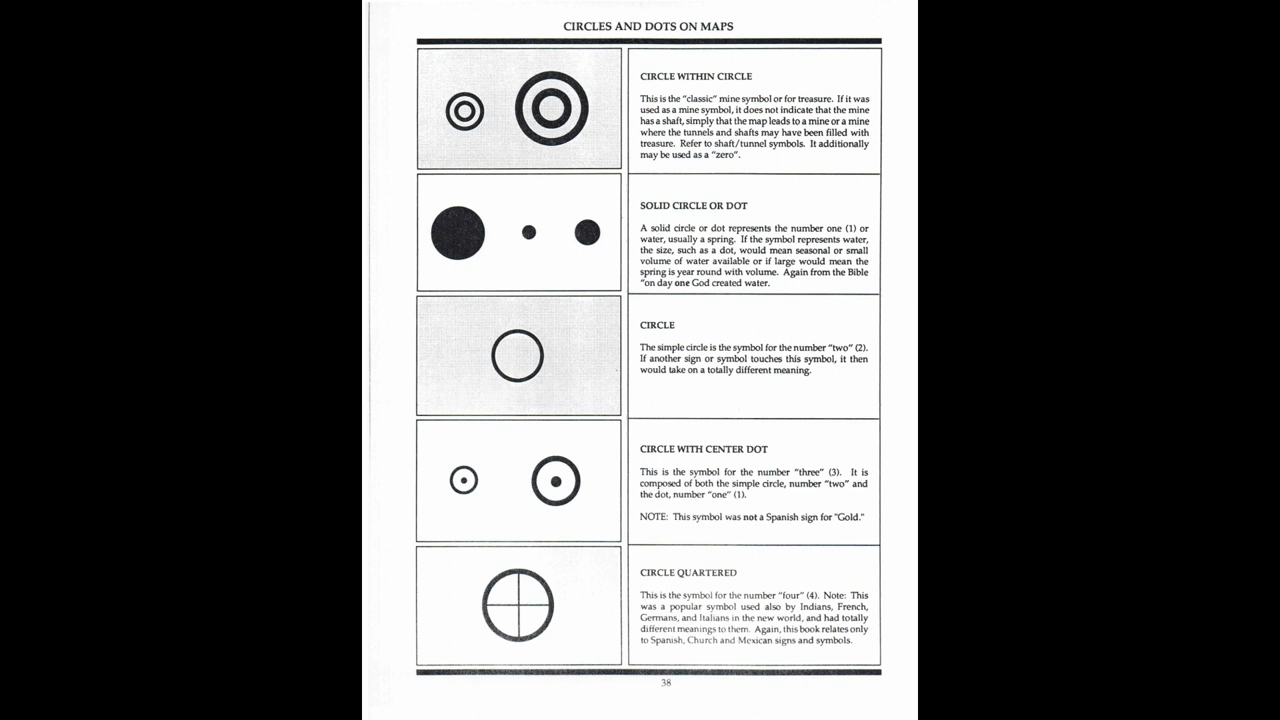 CIRCLES AND DOTS ON MAPS
CIRCLE WITHIN CIRCLE
This is the "classic" mine symbol or for treasure. If it was
used as a mine symbol, it does not indicate that the mine
has a shaft, simply that the map leads to a mine or a mine
where the tunnels and shafts may have been filled with
treasure. Refer to shaft/tunnel symbols. It additionally
may be used as a "zero".
SOLID CIRCLE OR DOT
A solid circle or dot represents the number one (1) or
water, usually a spring. If the symbol represents water,
the size, such as a dot, would mean seasonal or small
volume of water available or if large would mean the
spring is year round with volume. Again from the Bible
"on day one God created water.
CIRCLE
The simple circle is the symbol for the number "two" (2).
If another sign or symbol touches this symbol, it then
would take on a totally different meaning.
CIRCLE WITH CENTER DOT
This is the symbol for the number "three" (3). It is
composed of both the simple circle, number "two" and
the dot, number "one" (1).
NOTE: This symbol was not a Spanish sign for "Gold."
CIRCLE QUARTERED
This is the symbol for the number "four" (4). Note: This
was a popular symbol used also by Indians, French,
Germans, and Italians in the new world, and had totally
different meanings to them. Again, this book relates only
to Spanish, Church and Mexican signs and symbols.
38